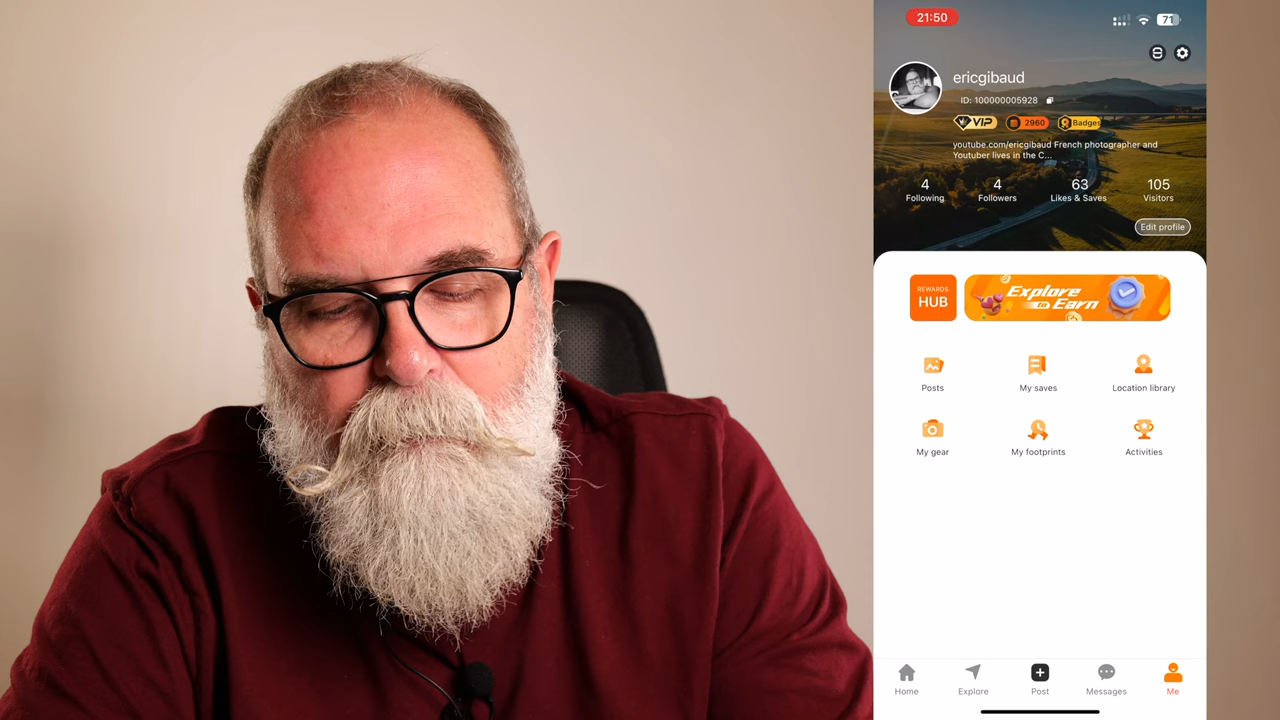 21:50
71
ericgibaud
ID: 100000005928
VIP
2960
Badges
youtube.com/ericgibaud French photographer and
Youtuber lives in the C...
4
4
63
105
Following
Followers
Likes & Saves
Visitors
Edit profile
REWARDS
HUB
Explore
to Earn
Posts
My saves
Location library
My gear
My footprints
Activities
Home
Explore
Post
Messages
Me